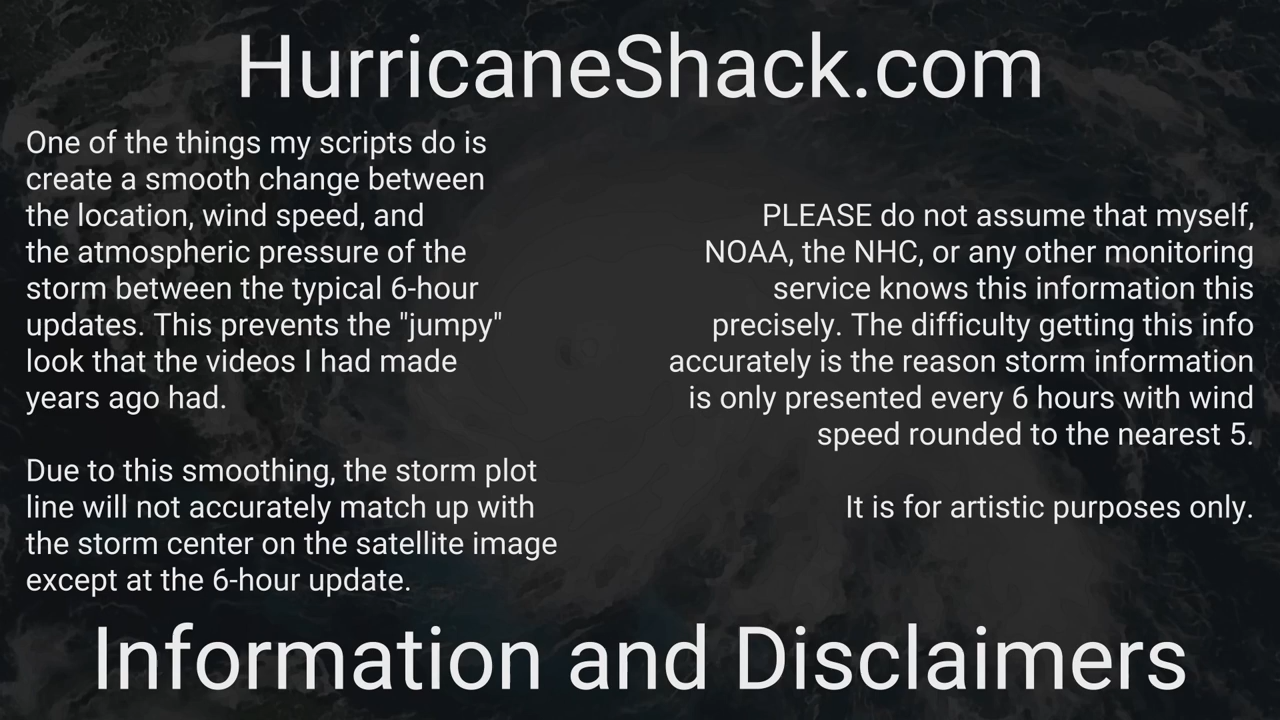 HurricaneShack.com
One of the things my scripts do is
create a smooth change between
the location, wind speed, and
the atmospheric pressure of the
storm between the typical 6-hour
updates. This prevents the "jumpy"
look that the videos I had made
years ago had.
Due to this smoothing, the storm plot
line will not accurately match up with
the storm center on the satellite image
except at the 6-hour update.
PLEASE do not assume that myself,
NOAA, the NHC, or any other monitoring
service knows this information this
precisely. The difficulty getting this info
accurately is the reason storm information
is only presented every 6 hours with wind
speed rounded to the nearest 5.
It is for artistic purposes only.
Information and Disclaimers